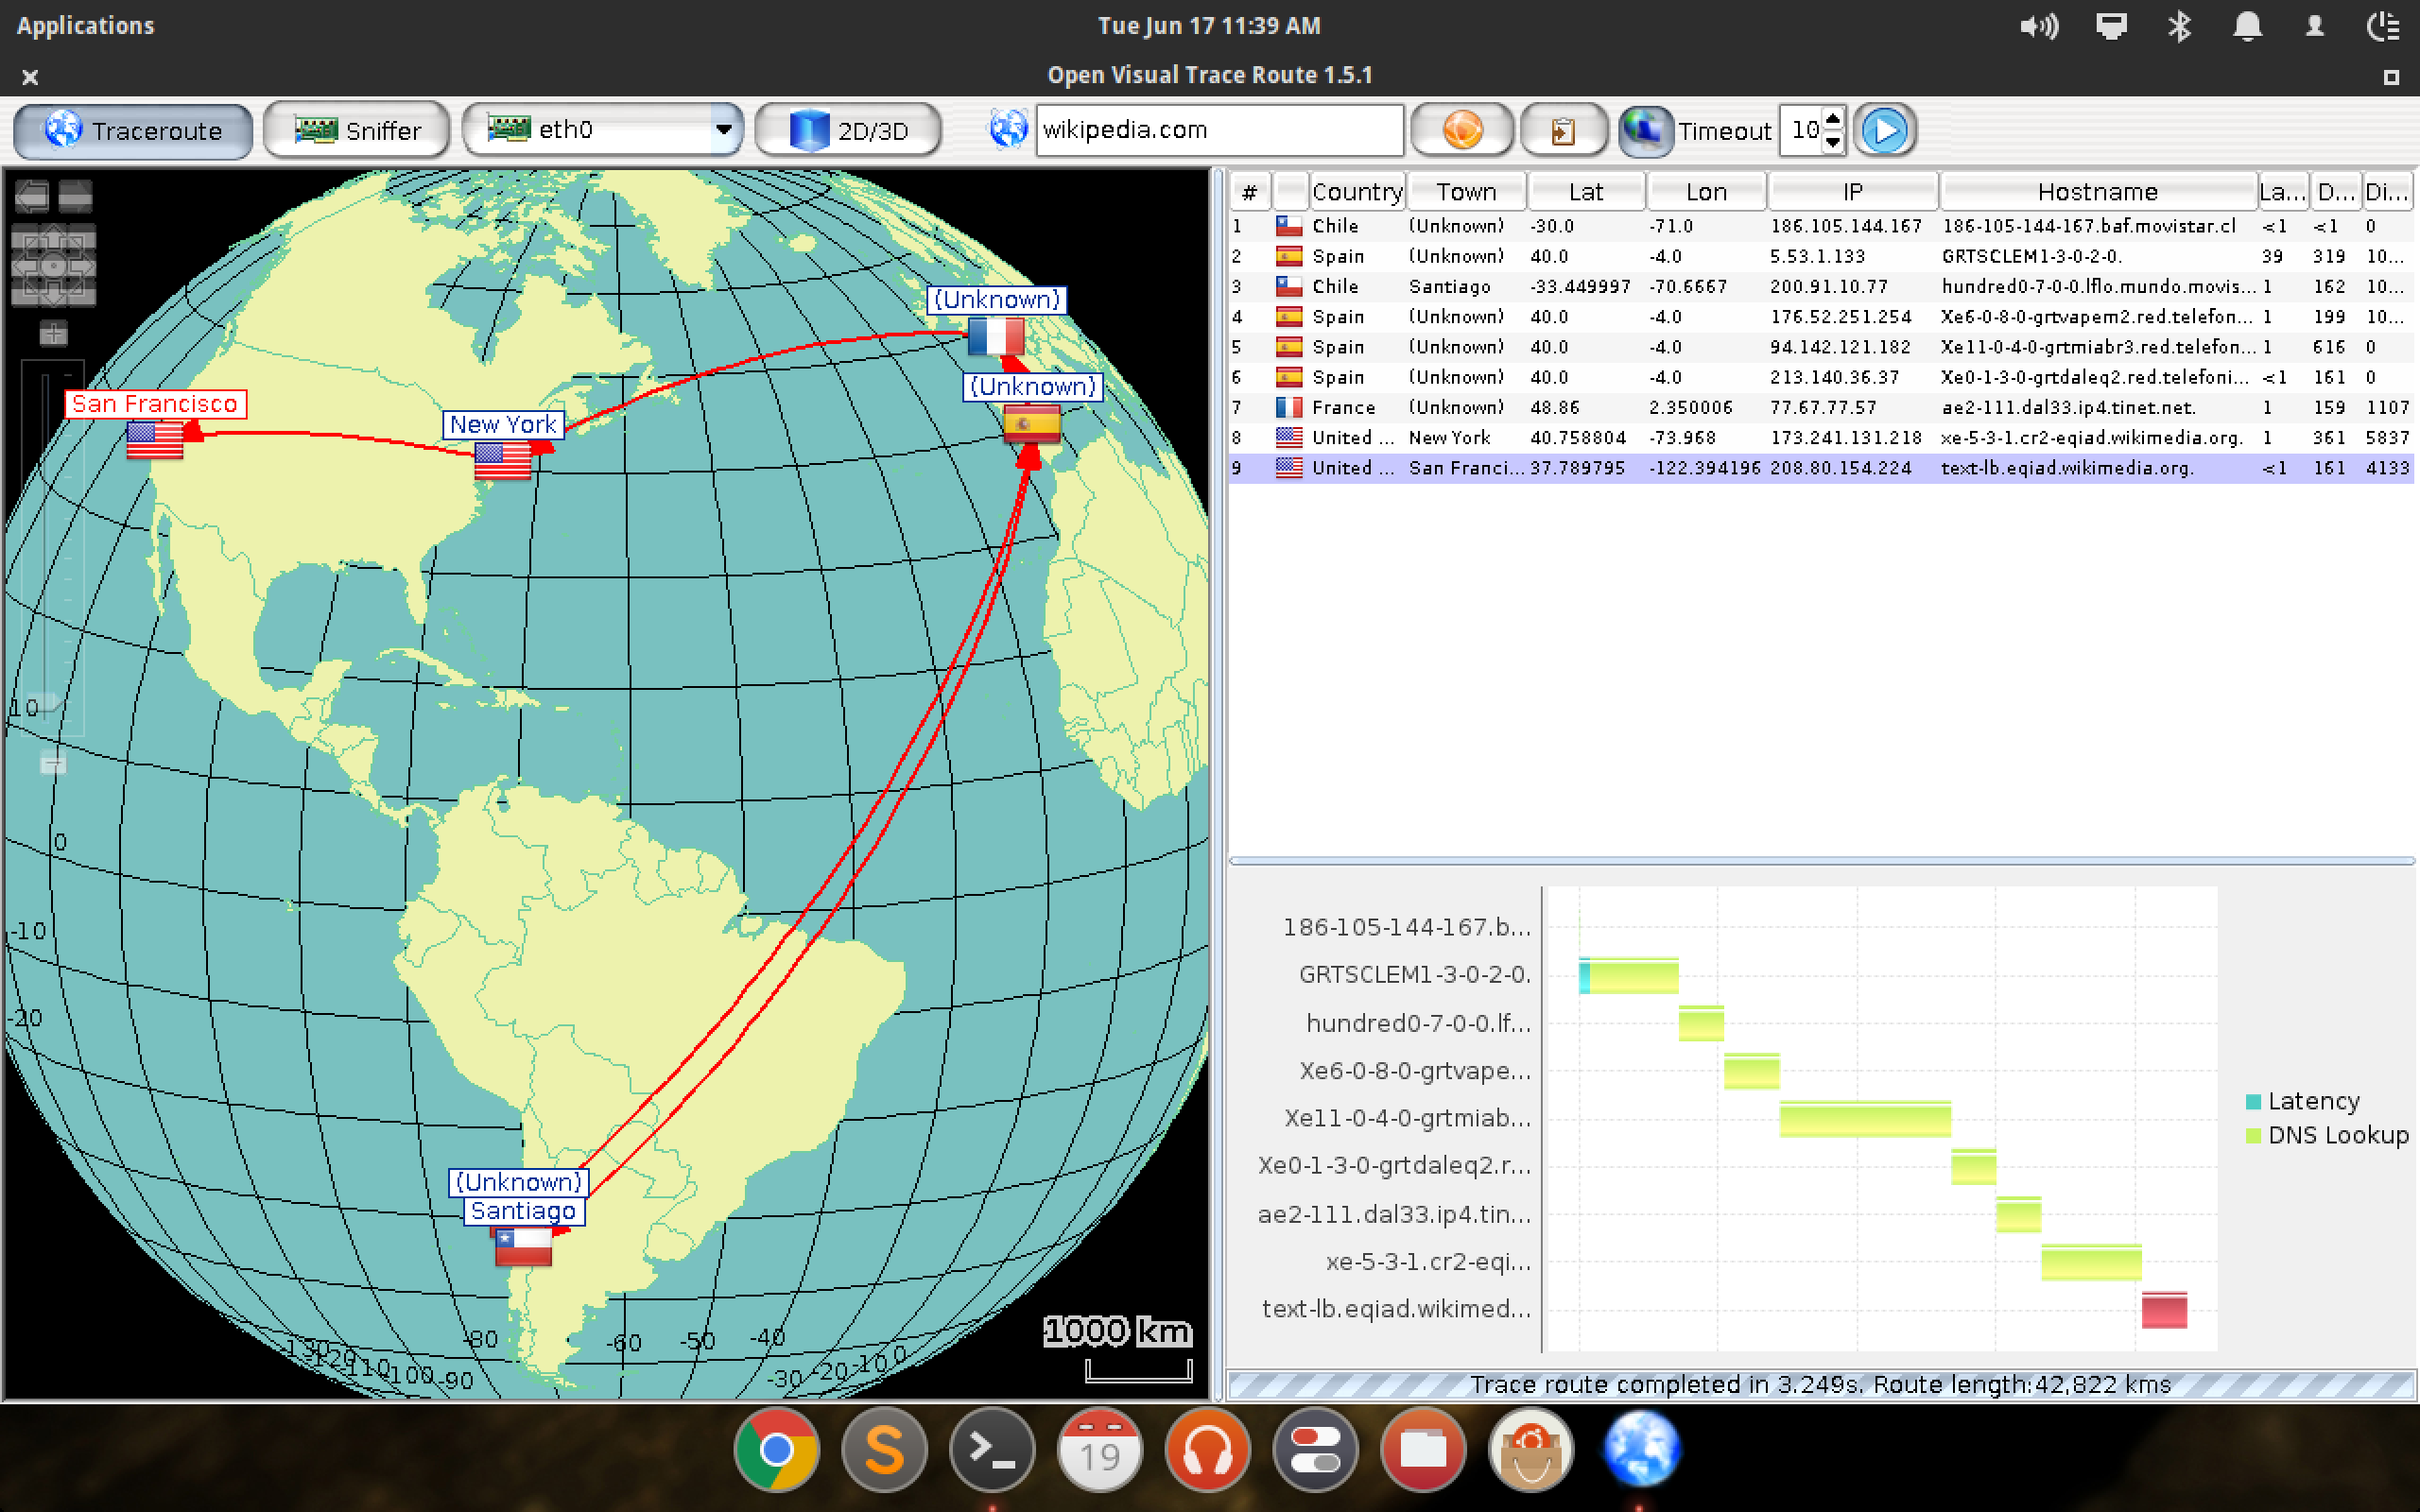 Applications
Tue Jun 17 11:39 AM
Open Visual Trace Route 1.5.1
Traceroute Sniffer eth0 2D/3D wikipedia.com Timeout 10
San Francisco
New York
(Unknown)
(Unknown)
(Unknown)
Santiago
10
0
-10
-20
-80 -60 -50 -40
-100 -90 -30 -20 -10 0
1000 km
# Country Town Lat Lon IP Hostname La... D... Di...
1 Chile (Unknown) -30.0 -71.0 186.105.144.167 186-105-144-167.baf.movistar.cl <1 <1 0
2 Spain (Unknown) 40.0 -4.0 5.53.1.133 GRTSCLEM1-3-0-2-0. 39 319 10...
3 Chile Santiago -33.449997 -70.6667 200.91.10.77 hundred0-7-0-0.lflo.mundo.movis... 1 162 10...
4 Spain (Unknown) 40.0 -4.0 176.52.251.254 Xe6-0-8-0-grtvapem2.red.telefon... 1 199 10...
5 Spain (Unknown) 40.0 -4.0 94.142.121.182 Xe11-0-4-0-grtmiabr3.red.telefon... 1 616 0
6 Spain (Unknown) 40.0 -4.0 213.140.36.37 Xe0-1-3-0-grtdaleq2.red.telefoni... <1 161 0
7 France (Unknown) 48.86 2.350006 77.67.77.57 ae2-111.dal33.ip4.tinet.net. 1 159 1107
8 United ... New York 40.758804 -73.968 173.241.131.218 xe-5-3-1.cr2-eqiad.wikimedia.org. 1 361 5837
9 United ... San Franci... 37.789795 -122.394196 208.80.154.224 text-lb.eqiad.wikimedia.org. <1 161 4133
186-105-144-167.b...
GRTSCLEM1-3-0-2-0.
hundred0-7-0-0.lf...
Xe6-0-8-0-grtvape...
Xe11-0-4-0-grtmiab...
Xe0-1-3-0-grtdaleq2.r...
ae2-111.dal33.ip4.tin...
xe-5-3-1.cr2-eqi...
text-lb.eqiad.wikimed...
Latency
DNS Lookup
Trace route completed in 3.249s. Route length:42,822 kms
S
19